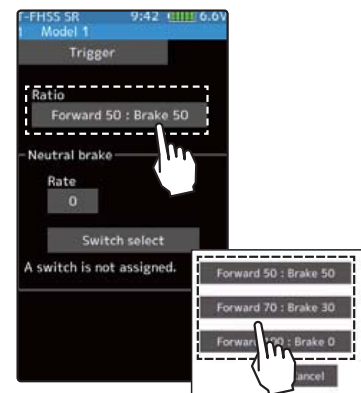 T-FHSS SR 9:42 6.6V
1 Model 1
Trigger
Ratio
Forward 50 : Brake 50
Neutral brake
Rate
0
Switch select
A switch is not assigned.
Forward 50 : Brake 50
Forward 70 : Brake 30
: Brake 0